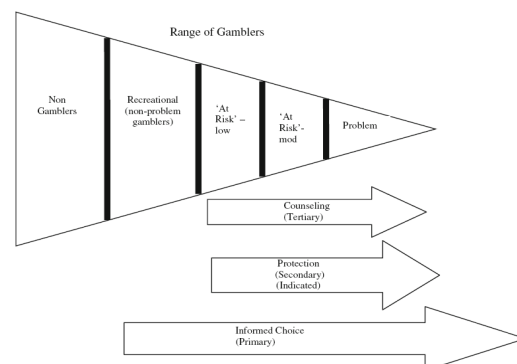 Range of Gamblers
Non
Gamblers
Recreational
(non-problem
gamblers)
‘At
Risk’ –
low
‘At
Risk’-
mod
Problem
Counseling
(Tertiary)
Protection
(Secondary)
(Indicated)
Informed Choice
(Primary)